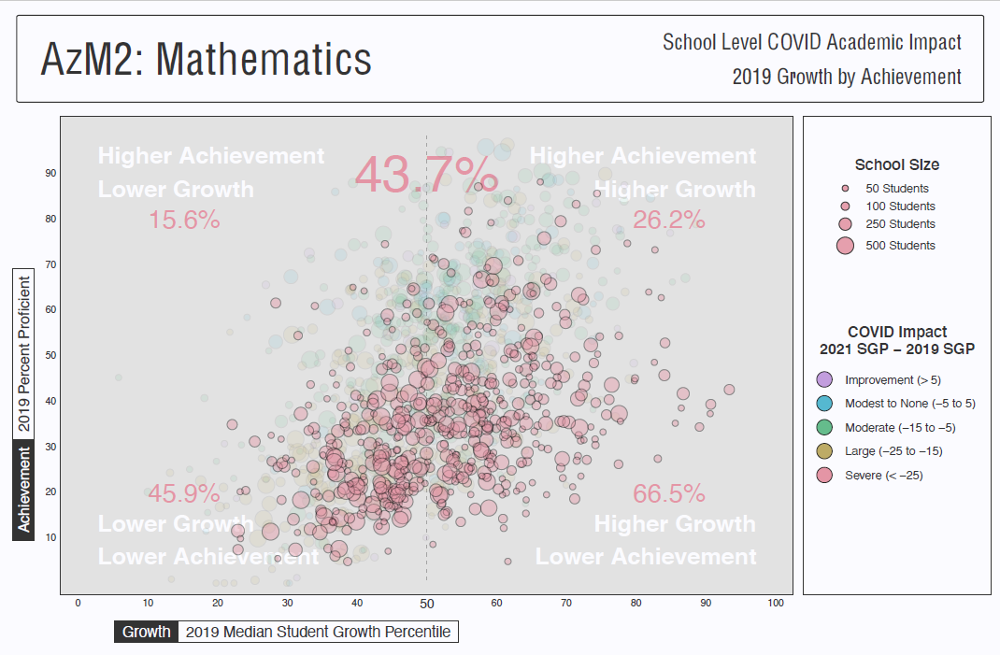 AzM2: Mathematics
School Level COVID Academic Impact
2019 Growth by Achievement
Higher Achievement
Lower Growth
15.6%
43.7%
Higher Achievement
Higher Growth
26.2%
45.9%
Lower Growth
Lower Achievement
66.5%
Higher Growth
Lower Achievement
90
80
70
60
50
40
30
20
10
Achievement 2019 Percent Proficient
0 10 20 30 40 50 60 70 80 90 100
Growth 2019 Median Student Growth Percentile
School Size
50 Students
100 Students
250 Students
500 Students
COVID Impact
2021 SGP – 2019 SGP
Improvement (> 5)
Modest to None (−5 to 5)
Moderate (−15 to −5)
Large (−25 to −15)
Severe (< −25)